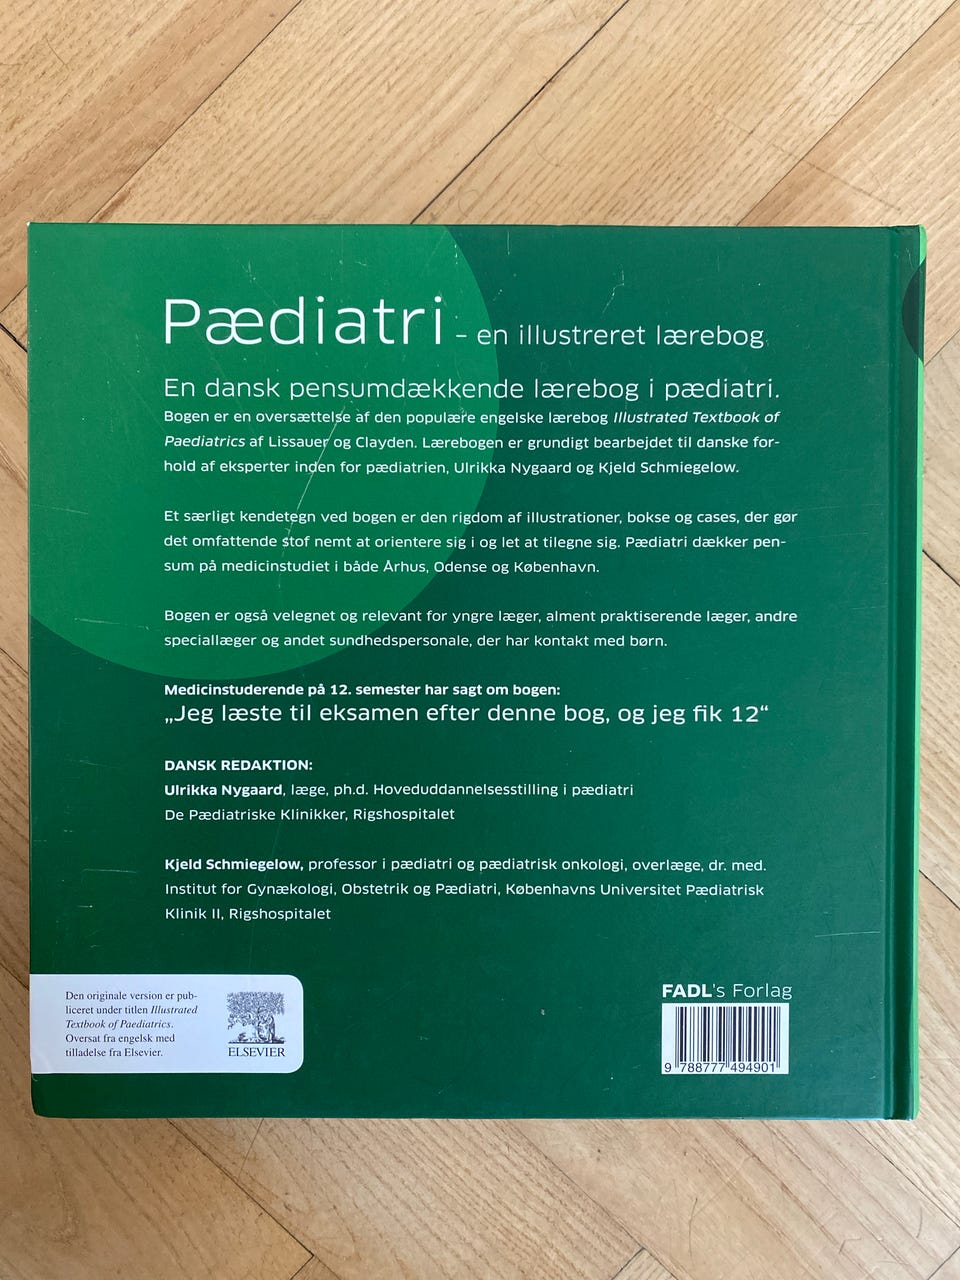 Pædiatri – en illustreret lærebog
En dansk pensumdækkende lærebog i pædiatri.
Bogen er en oversættelse af den populære engelske lærebog Illustrated Textbook of
Paediatrics af Lissauer og Clayden. Lærebogen er grundigt bearbejdet til danske for-
hold af eksperter inden for pædiatrien, Ulrikka Nygaard og Kjeld Schmiegelow.
Et særligt kendetegn ved bogen er den rigdom af illustrationer, bokse og cases, der gør
det omfattende stof nemt at orientere sig i og let at tilegne sig. Pædiatri dækker pen-
sum på medicinstudiet i både Århus, Odense og København.
Bogen er også velegnet og relevant for yngre læger, alment praktiserende læger, andre
speciallæger og andet sundhedspersonale, der har kontakt med børn.
Medicinstuderende på 12. semester har sagt om bogen:
„Jeg læste til eksamen efter denne bog, og jeg fik 12“
DANSK REDAKTION:
Ulrikka Nygaard, læge, ph.d. Hoveduddannelsesstilling i pædiatri
De Pædiatriske Klinikker, Rigshospitalet
Kjeld Schmiegelow, professor i pædiatri og pædiatrisk onkologi, overlæge, dr. med.
Institut for Gynækologi, Obstetrik og Pædiatri, Københavns Universitet Pædiatrisk
Klinik II, Rigshospitalet
Den originale version er pub-
liceret under titlen Illustrated
Textbook of Paediatrics.
Oversat fra engelsk med
tilladelse fra Elsevier.
ELSEVIER
FADL's Forlag
9 788777 494901